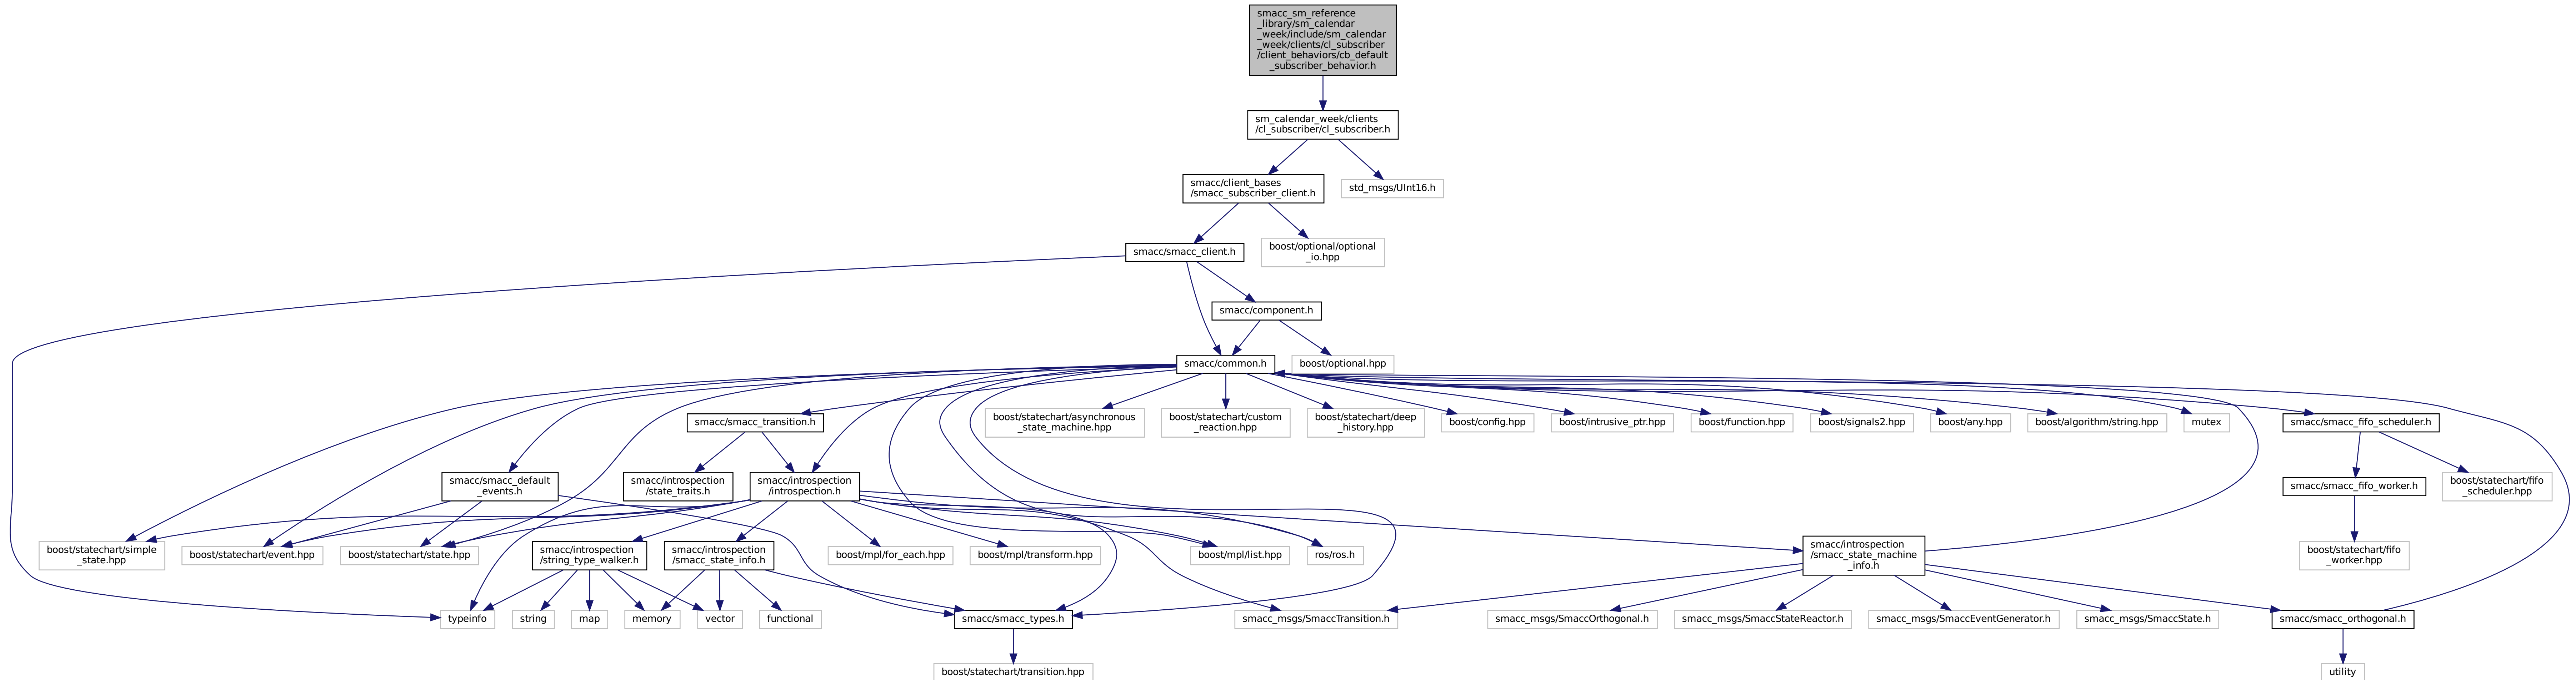 smacc_sm_reference
_library/sm_calendar
_week/include/sm_calendar
_week/clients/cl_subscriber
/client_behaviors/cb_default
_subscriber_behavior.h
sm_calendar_week/clients
/cl_subscriber/cl_subscriber.h
smacc/client_bases
/smacc_subscriber_client.h
std_msgs/UInt16.h
smacc/smacc_client.h
boost/optional/optional
_io.hpp
smacc/component.h
smacc/common.h
boost/optional.hpp
smacc/smacc_transition.h
boost/statechart/asynchronous
_state_machine.hpp
boost/statechart/custom
_reaction.hpp
boost/statechart/deep
_history.hpp
boost/config.hpp
boost/intrusive_ptr.hpp
boost/function.hpp
boost/signals2.hpp
boost/any.hpp
boost/algorithm/string.hpp
mutex
smacc/smacc_fifo_scheduler.h
smacc/smacc_default
_events.h
smacc/introspection
/state_traits.h
smacc/introspection
/introspection.h
smacc/smacc_fifo_worker.h
boost/statechart/fifo
_scheduler.hpp
boost/statechart/simple
_state.hpp
boost/statechart/event.hpp
boost/statechart/state.hpp
smacc/introspection
/string_type_walker.h
smacc/introspection
/smacc_state_info.h
boost/mpl/for_each.hpp
boost/mpl/transform.hpp
boost/mpl/list.hpp
ros/ros.h
smacc/introspection
/smacc_state_machine
_info.h
boost/statechart/fifo
_worker.hpp
typeinfo
string
map
memory
vector
functional
smacc/smacc_types.h
smacc_msgs/SmaccTransition.h
smacc_msgs/SmaccOrthogonal.h
smacc_msgs/SmaccStateReactor.h
smacc_msgs/SmaccEventGenerator.h
smacc_msgs/SmaccState.h
smacc/smacc_orthogonal.h
boost/statechart/transition.hpp
utility